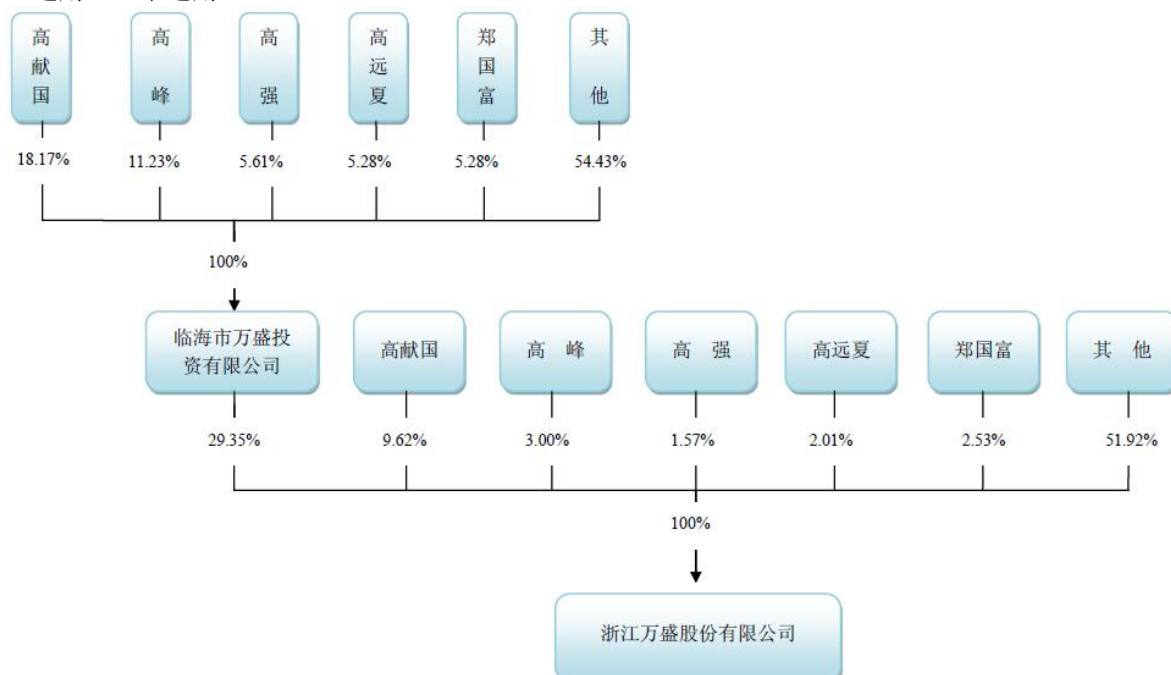 高献国
高峰
高强
高远夏
郑国富
其他
18.17%
11.23%
5.61%
5.28%
5.28%
54.43%
100%
临海市万盛投
资有限公司
高献国
高 峰
高 强
高远夏
郑国富
其 他
29.35%
9.62%
3.00%
1.57%
2.01%
2.53%
51.92%
100%
浙江万盛股份有限公司